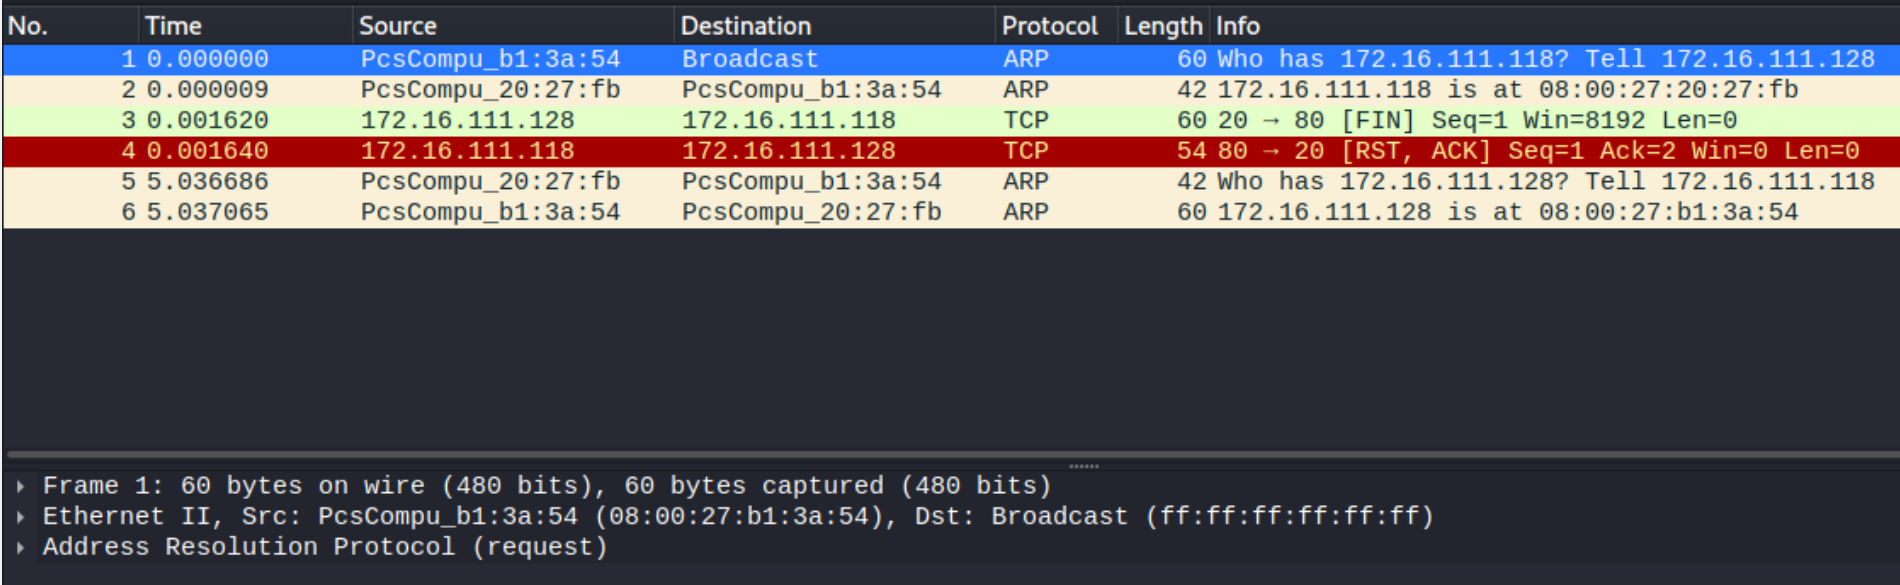 No. Time Source Destination Protocol Length Info
1 0.000000 PcsCompu_b1:3a:54 Broadcast ARP 60 Who has 172.16.111.118? Tell 172.16.111.128
2 0.000009 PcsCompu_20:27:fb PcsCompu_b1:3a:54 ARP 42 172.16.111.118 is at 08:00:27:20:27:fb
3 0.001620 172.16.111.128 172.16.111.118 TCP 60 20 → 80 [FIN] Seq=1 Win=8192 Len=0
4 0.001640 172.16.111.118 172.16.111.128 TCP 54 80 → 20 [RST, ACK] Seq=1 Ack=2 Win=0 Len=0
5 5.036686 PcsCompu_20:27:fb PcsCompu_b1:3a:54 ARP 42 Who has 172.16.111.128? Tell 172.16.111.118
6 5.037065 PcsCompu_b1:3a:54 PcsCompu_20:27:fb ARP 60 172.16.111.128 is at 08:00:27:b1:3a:54
Frame 1: 60 bytes on wire (480 bits), 60 bytes captured (480 bits)
Ethernet II, Src: PcsCompu_b1:3a:54 (08:00:27:b1:3a:54), Dst: Broadcast (ff:ff:ff:ff:ff:ff)
Address Resolution Protocol (request)